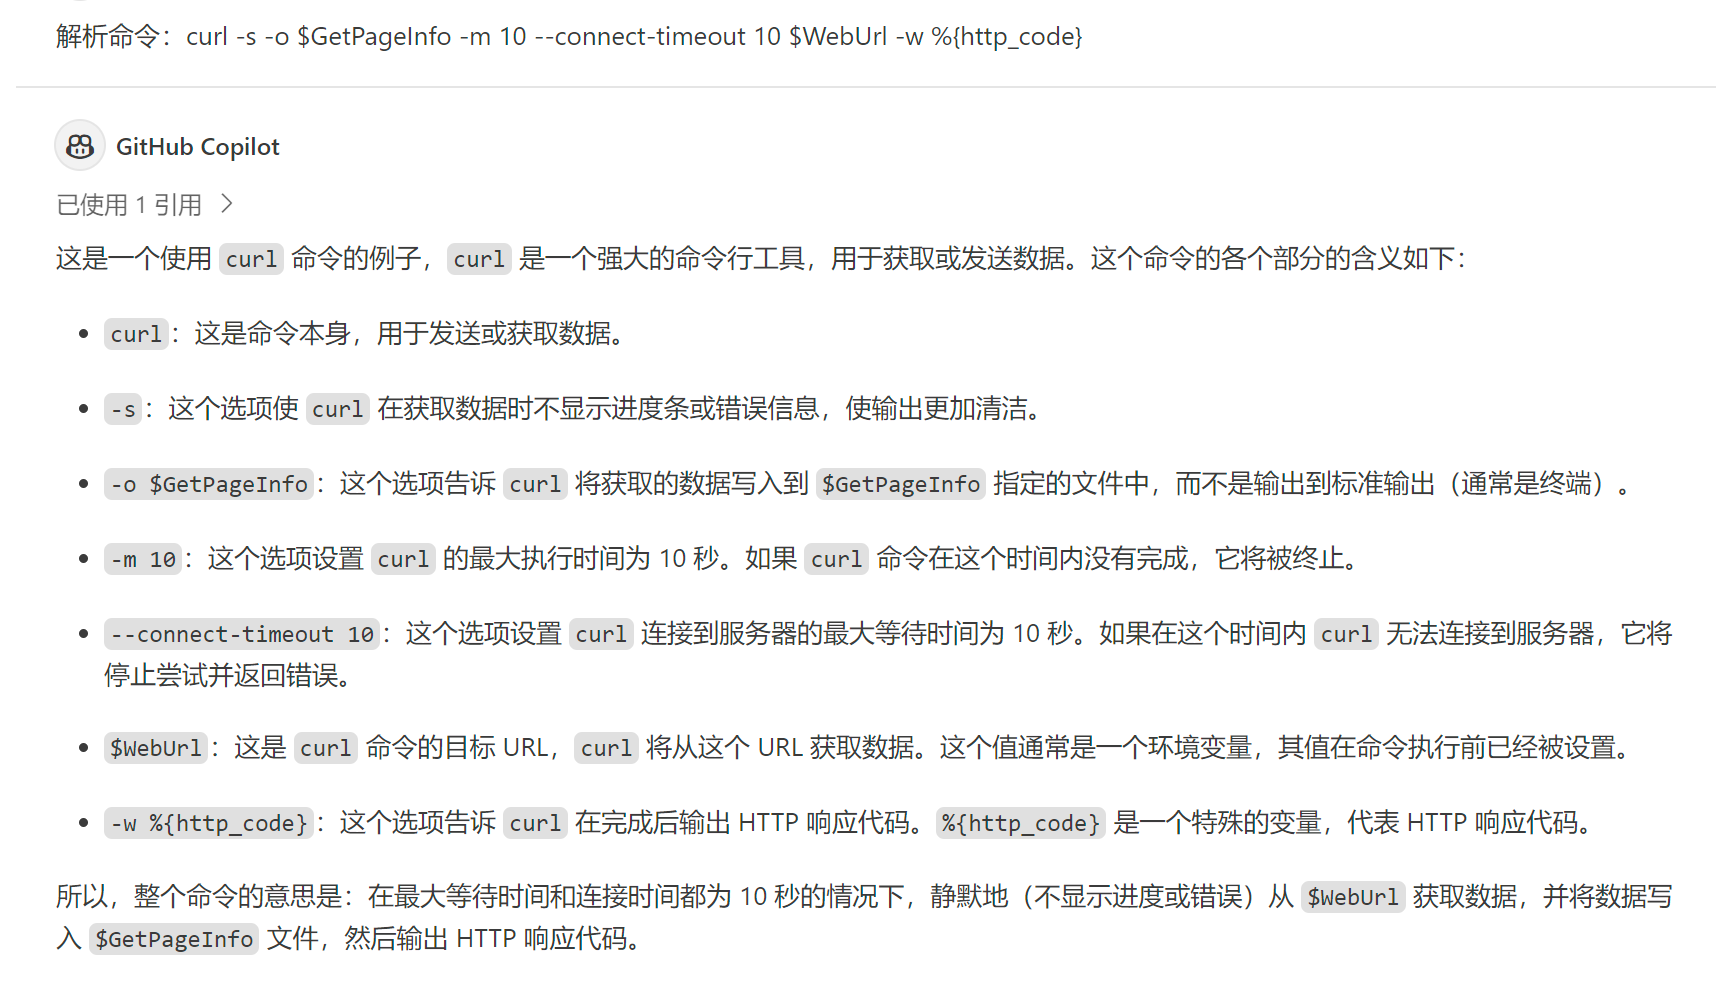 解析命令：curl -s -o $GetPageInfo -m 10 --connect-timeout 10 $WebUrl -w %{http_code}
GitHub Copilot
已使用 1 引用 >
这是一个使用 curl 命令的例子，curl 是一个强大的命令行工具，用于获取或发送数据。这个命令的各个部分的含义如下：
• curl：这是命令本身，用于发送或获取数据。
• -s：这个选项使 curl 在获取数据时不显示进度条或错误信息，使输出更加清洁。
• -o $GetPageInfo：这个选项告诉 curl 将获取的数据写入到 $GetPageInfo 指定的文件中，而不是输出到标准输出（通常是终端）。
• -m 10：这个选项设置 curl 的最大执行时间为 10 秒。如果 curl 命令在这个时间内没有完成，它将被终止。
• --connect-timeout 10：这个选项设置 curl 连接到服务器的最大等待时间为 10 秒。如果在这个时间内 curl 无法连接到服务器，它将
停止尝试并返回错误。
• $WebUrl：这是 curl 命令的目标 URL，curl 将从这个 URL 获取数据。这个值通常是一个环境变量，其值在命令执行前已经被设置。
• -w %{http_code}：这个选项告诉 curl 在完成后输出 HTTP 响应代码。%{http_code} 是一个特殊的变量，代表 HTTP 响应代码。
所以，整个命令的意思是：在最大等待时间和连接时间都为 10 秒的情况下，静默地（不显示进度或错误）从 $WebUrl 获取数据，并将数据写
入 $GetPageInfo 文件，然后输出 HTTP 响应代码。